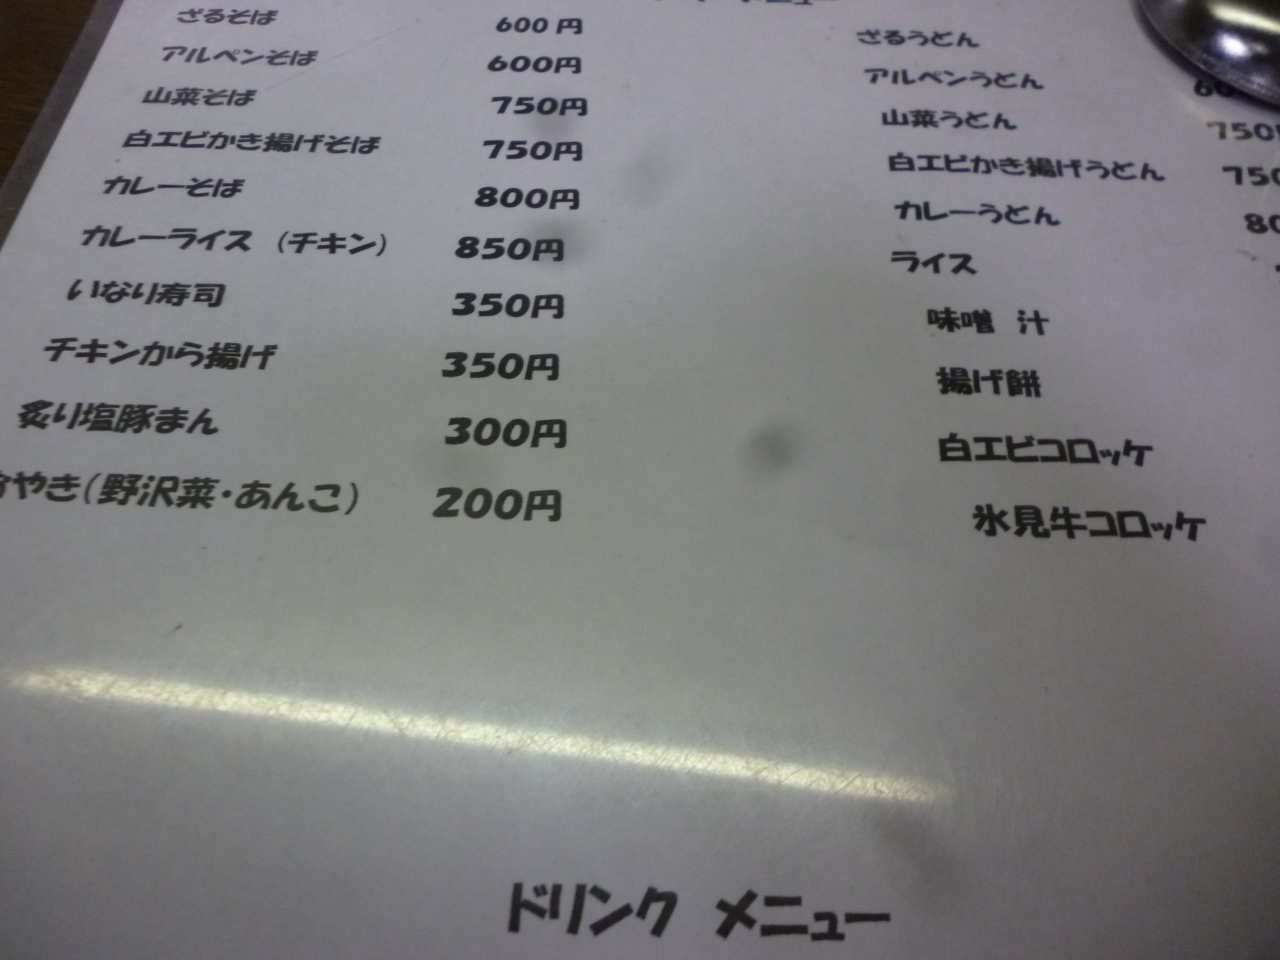 ざるそば 600円
アルペンそば 600円
山菜そば 750円
白エビかき揚げそば 750円
カレーそば 800円
カレーライス（チキン） 850円
いなり寿司 350円
チキンから揚げ 350円
炙り塩豚まん 300円
やき（野沢菜・あんこ） 200円
ざるうどん
アルペンうどん 60
山菜うどん 750
白エビかき揚げうどん 750
カレーうどん 80
ライス
味噌 汁
揚げ餅
白エビコロッケ
氷見牛コロッケ
ドリンク メニュー